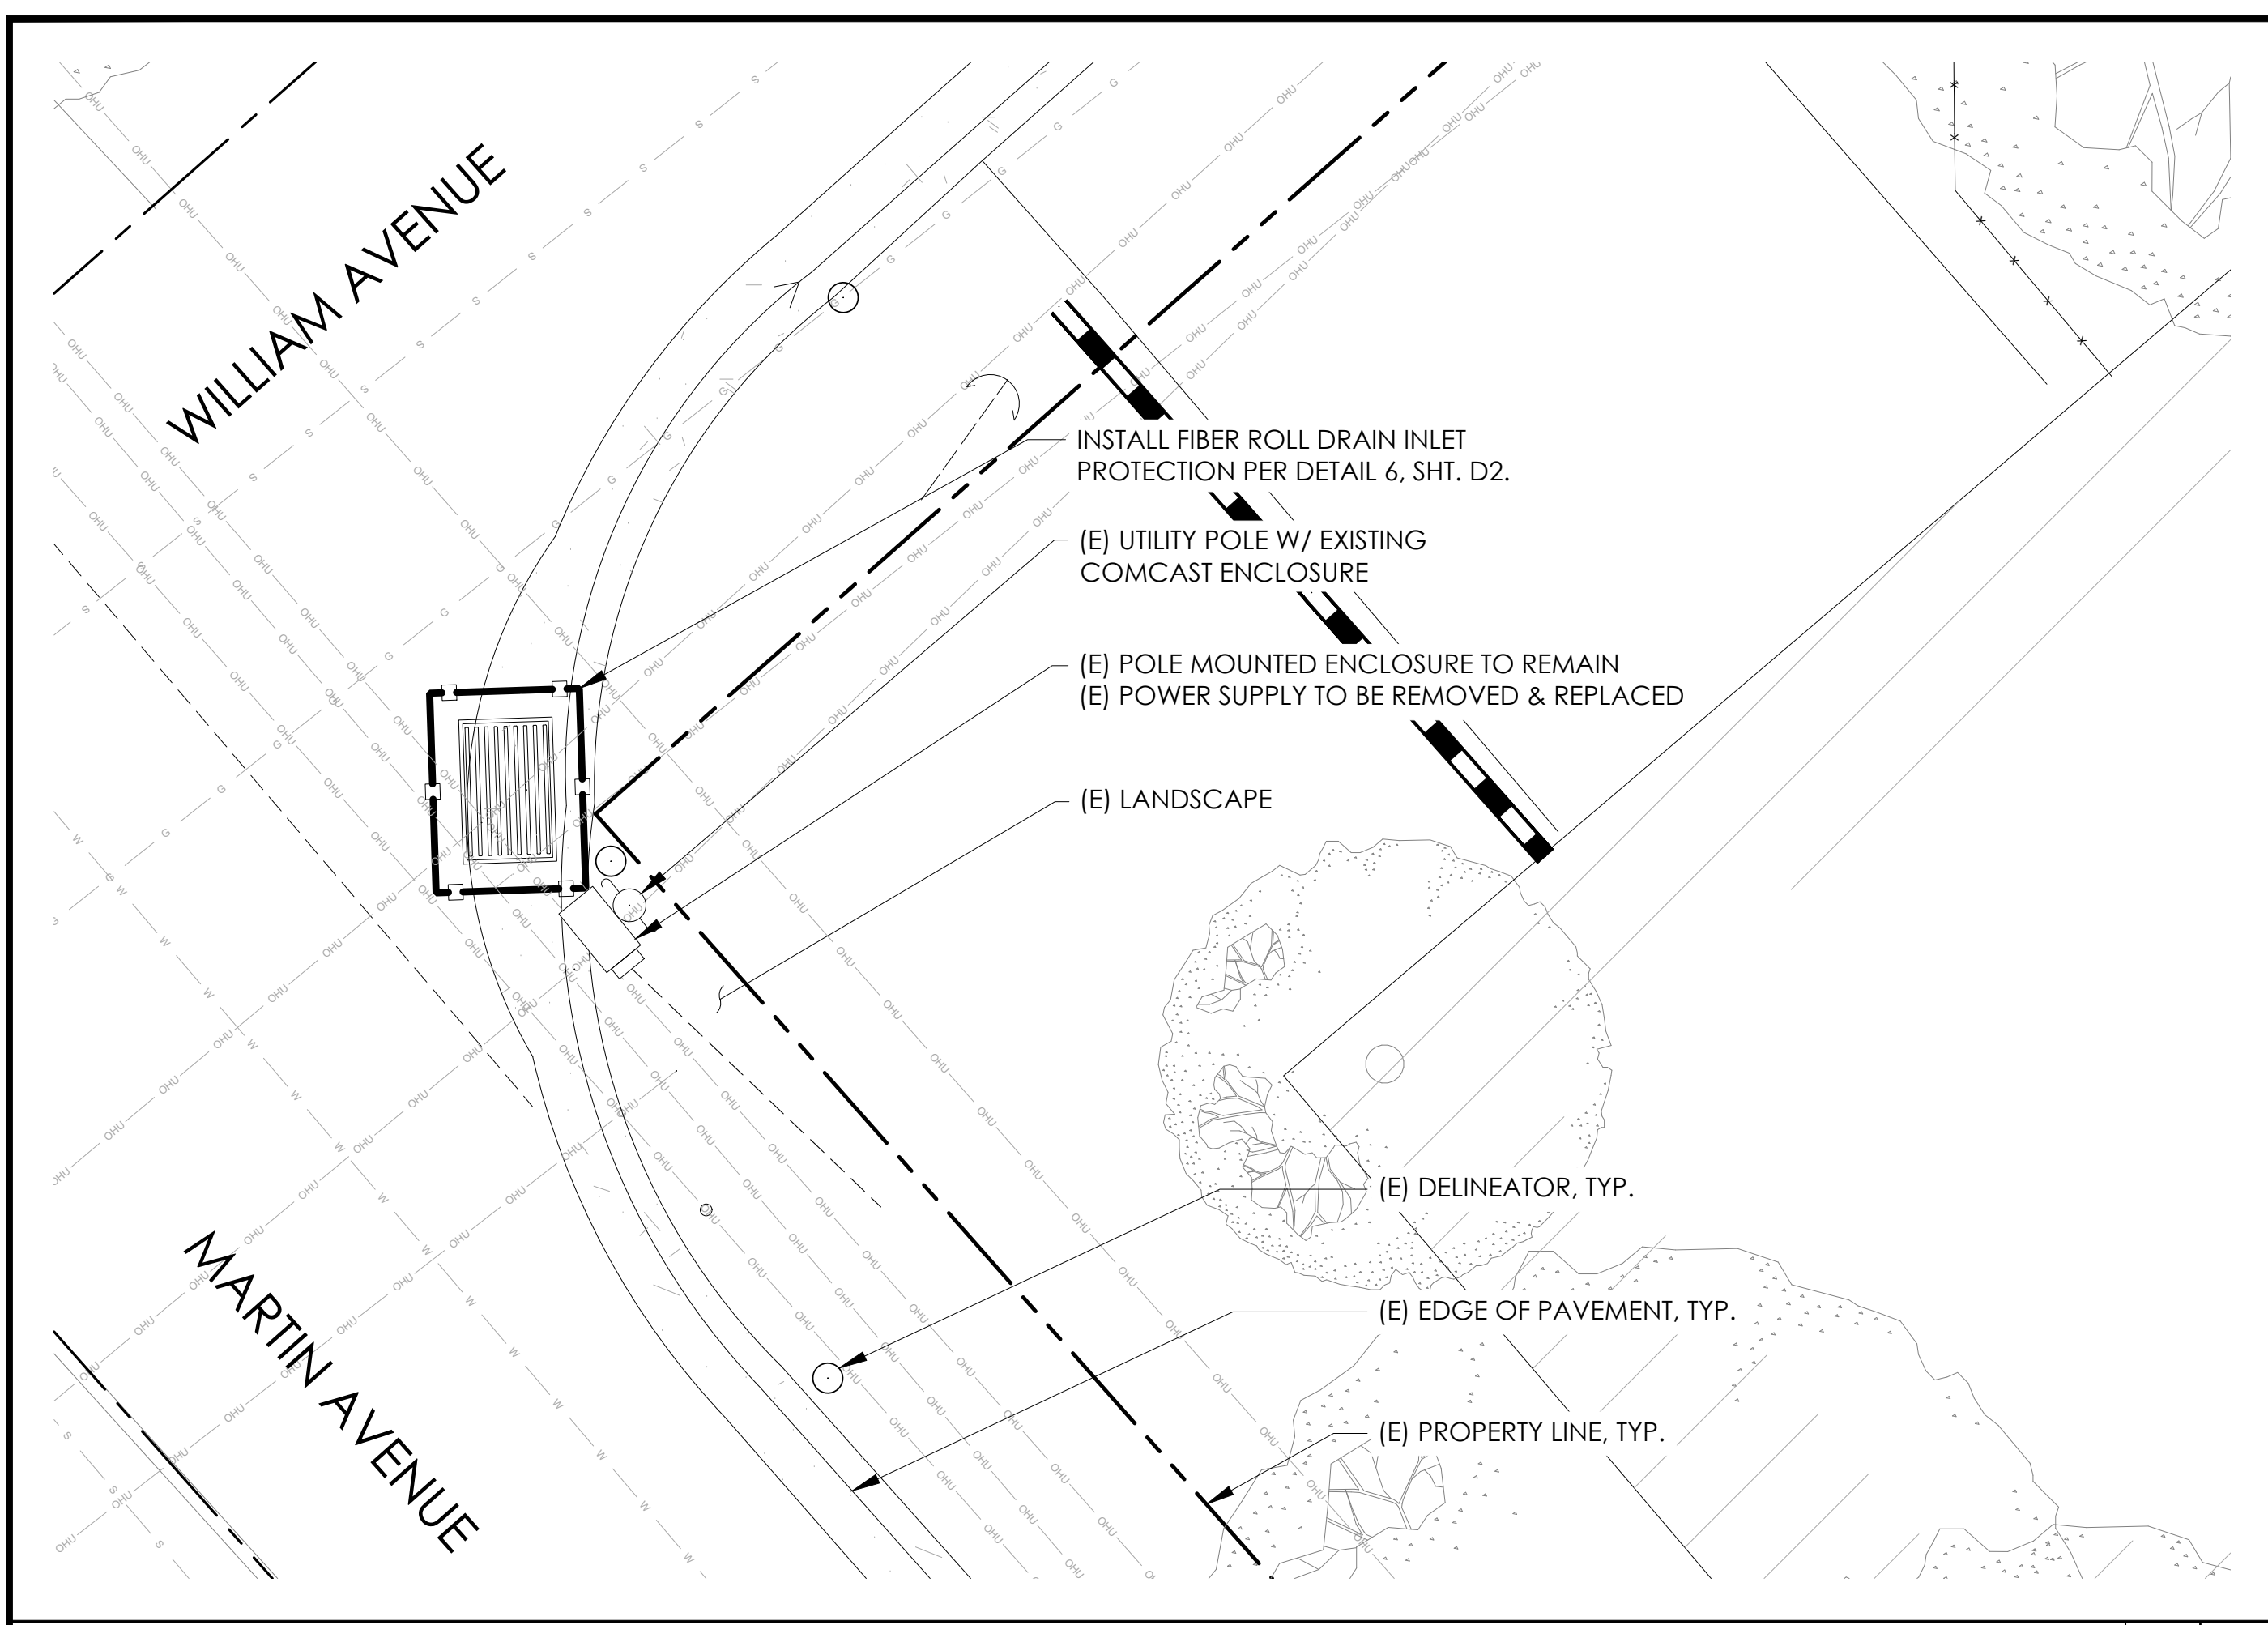 WILLIAM AVENUE
INSTALL FIBER ROLL DRAIN INLET
PROTECTION PER DETAIL 6, SHT. D2.
(E) UTILITY POLE W/ EXISTING
COMCAST ENCLOSURE
(E) POLE MOUNTED ENCLOSURE TO REMAIN
(E) POWER SUPPLY TO BE REMOVED & REPLACED
(E) LANDSCAPE
(E) DELINEATOR, TYP.
(E) EDGE OF PAVEMENT, TYP.
(E) PROPERTY LINE, TYP.
MARTIN AVENUE
OHU
S
G
W